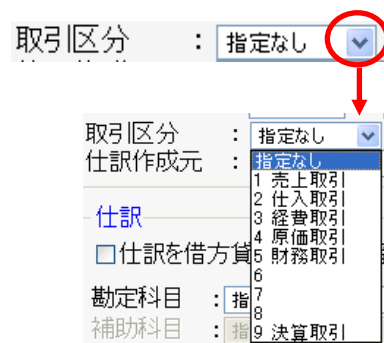 取引区分 : 指定なし
取引区分 : 指定なし
仕訳作成元 : 指定なし
1 売上取引
2 仕入取引
3 経費取引
4 原価取引
5 財務取引
6
7
8
9 決算取引
仕訳
□仕訳を借方貸
勘定科目 : 指
補助科目 : 指